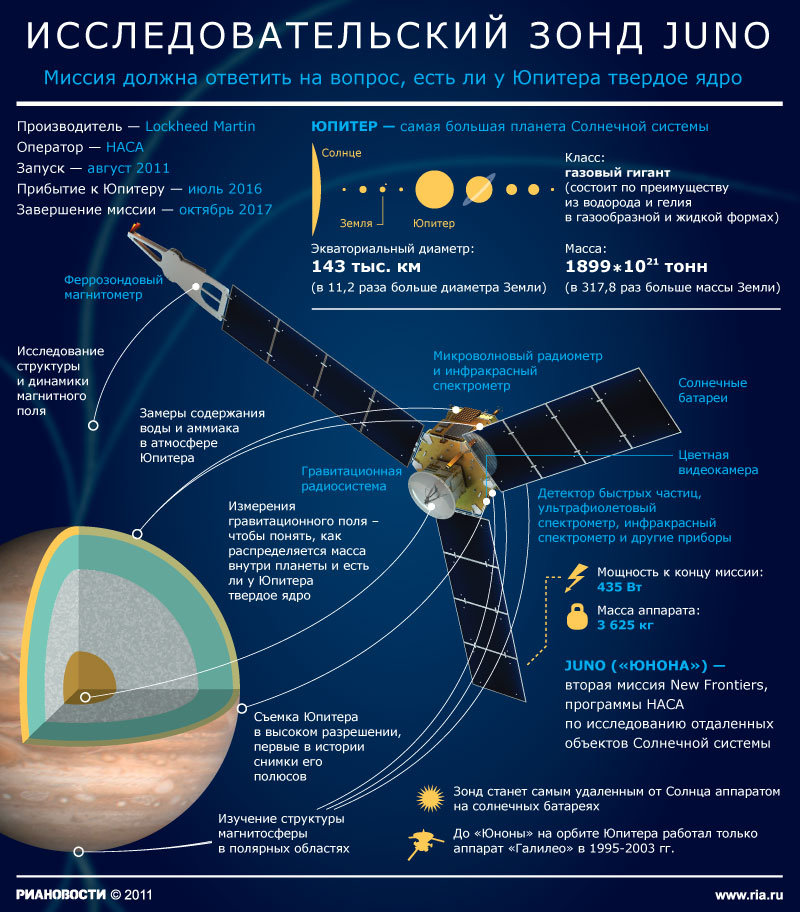 ИССЛЕДОВАТЕЛЬСКИЙ ЗОНД JUNO
Миссия должна ответить на вопрос, есть ли у Юпитера твердое ядро
Производитель — Lockheed Martin
Оператор — НАСА
Запуск — август 2011
Прибытие к Юпитеру — июль 2016
Завершение миссии — октябрь 2017
ЮПИТЕР — самая большая планета Солнечной системы
Солнце
Земля
Юпитер
Класс:
газовый гигант
(состоит по преимуществу
из водорода и гелия
в газообразной и жидкой формах)
Экваториальный диаметр:
143 тыс. км
(в 11,2 раза больше диаметра Земли)
Масса:
1899*10²¹ тонн
(в 317,8 раз больше массы Земли)
Феррозондовый
магнитометр
Исследование
структуры
и динамики
магнитного
поля
Замеры содержания
воды и аммиака
в атмосфере
Юпитера
Микроволновый радиометр
и инфракрасный
спектрометр
Солнечные
батареи
Гравитационная
радиосистема
Цветная
видеокамера
Измерения
гравитационного поля –
чтобы понять, как
распределяется масса
внутри планеты и есть
ли у Юпитера
твердое ядро
Детектор быстрых частиц,
ультрафиолетовый
спектрометр, инфракрасный
спектрометр и другие приборы
Мощность к концу миссии:
435 Вт
Масса аппарата:
3 625 кг
JUNO («ЮНОНА») —
вторая миссия New Frontiers,
программы НАСА
по исследованию отдаленных
объектов Солнечной системы
Съемка Юпитера
в высоком разрешении,
первые в истории
снимки его
полюсов
Изучение структуры
магнитосферы
в полярных областях
Зонд станет самым удаленным от Солнца аппаратом
на солнечных батареях
До «Юноны» на орбите Юпитера работал только
аппарат «Галилео» в 1995-2003 гг.
РИАНОВОСТИ © 2011
www.ria.ru